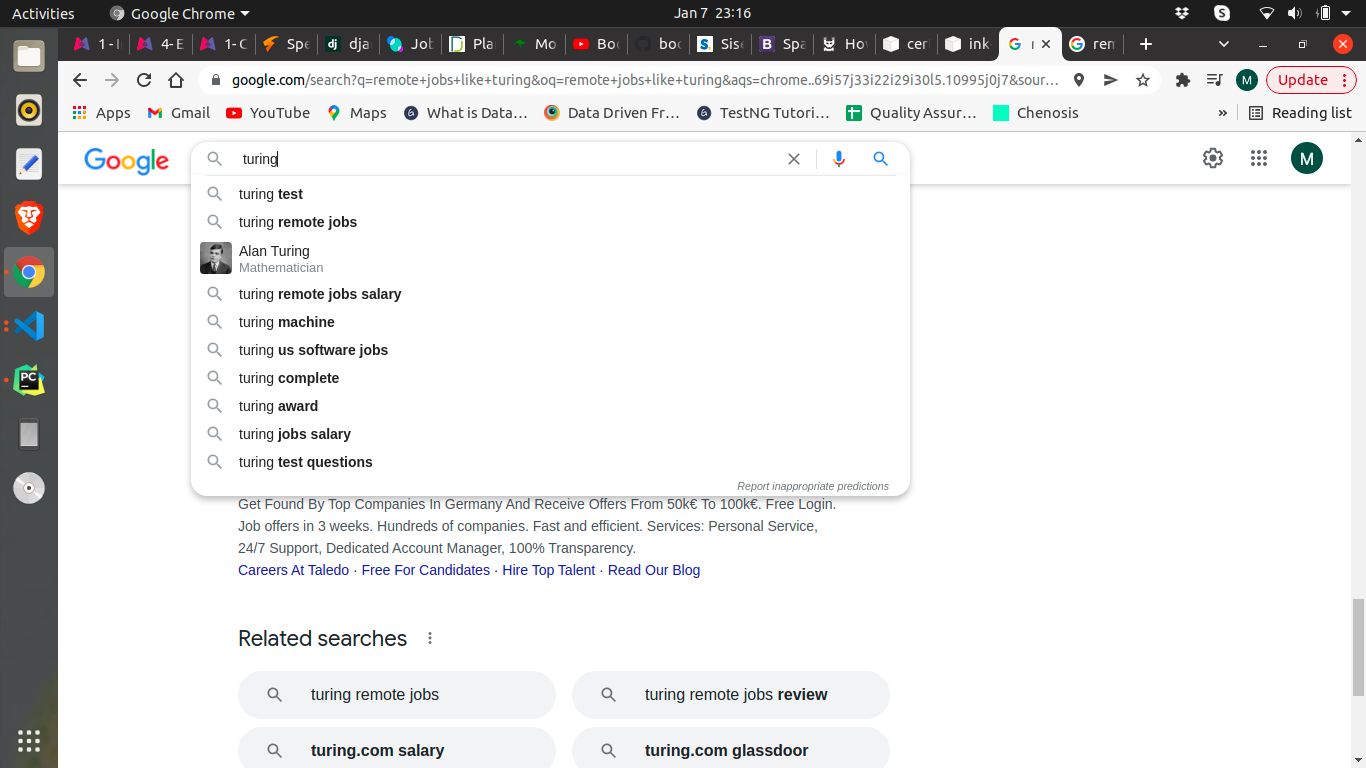 Activities Google Chrome Jan 7 23:16
1 - I 4- E 1- C Spe dja Job Pla Mo Boo boo Sise Spa Hov cer ink r rem
google.com/search?q=remote+jobs+like+turing&oq=remote+jobs+like+turing&aqs=chrome..69i57j33i22i29i30l5.10995j0j7&sour… M Update
Apps Gmail YouTube Maps What is Data… Data Driven Fr… TestNG Tutori… Quality Assur… Chenosis » Reading list
Google turing M
turing test
turing remote jobs
Alan Turing
Mathematician
turing remote jobs salary
turing machine
turing us software jobs
turing complete
turing award
turing jobs salary
turing test questions
Report inappropriate predictions
Get Found By Top Companies In Germany And Receive Offers From 50k€ To 100k€. Free Login.
Job offers in 3 weeks. Hundreds of companies. Fast and efficient. Services: Personal Service,
24/7 Support, Dedicated Account Manager, 100% Transparency.
Careers At Taledo · Free For Candidates · Hire Top Talent · Read Our Blog
Related searches
turing remote jobs turing remote jobs review
turing.com salary turing.com glassdoor
PC